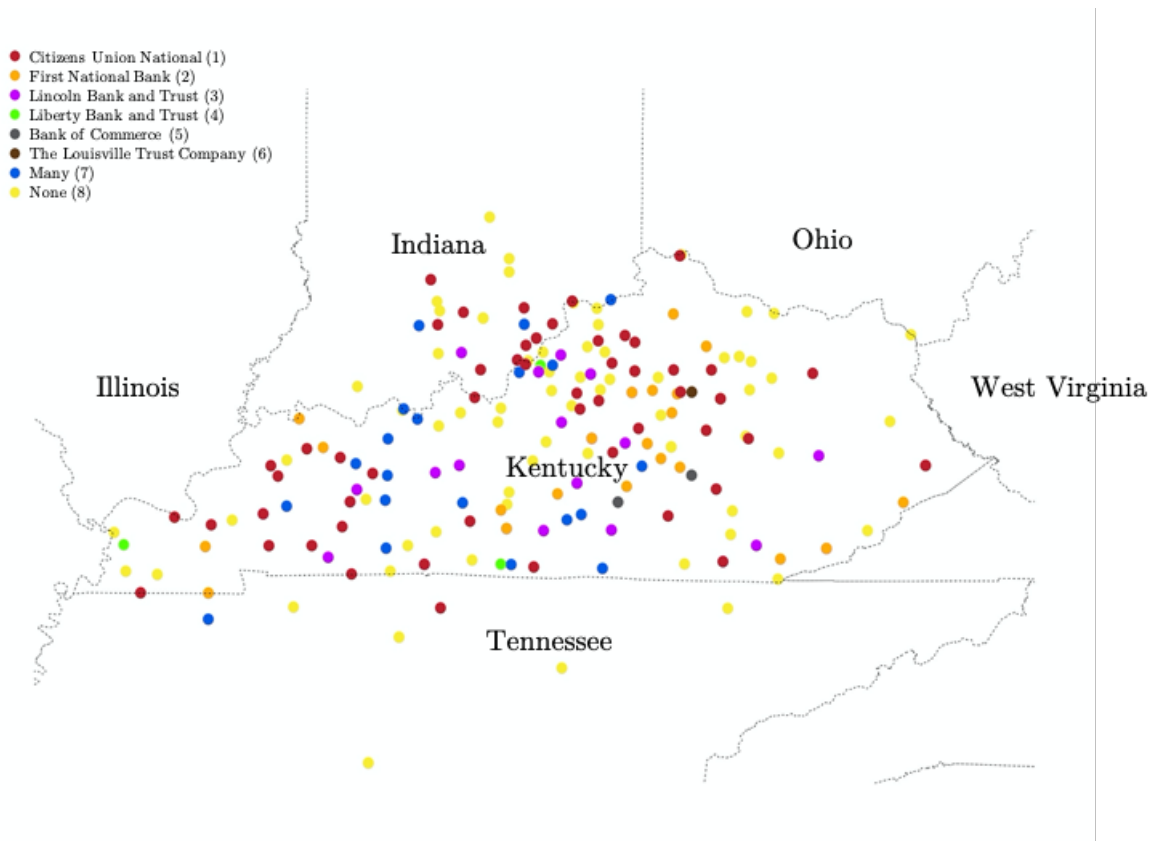 Citizens Union National (1)
First National Bank (2)
Lincoln Bank and Trust (3)
Liberty Bank and Trust (4)
Bank of Commerce (5)
The Louisville Trust Company (6)
Many (7)
None (8)
Indiana
Ohio
Illinois
West Virginia
Kentucky
Tennessee